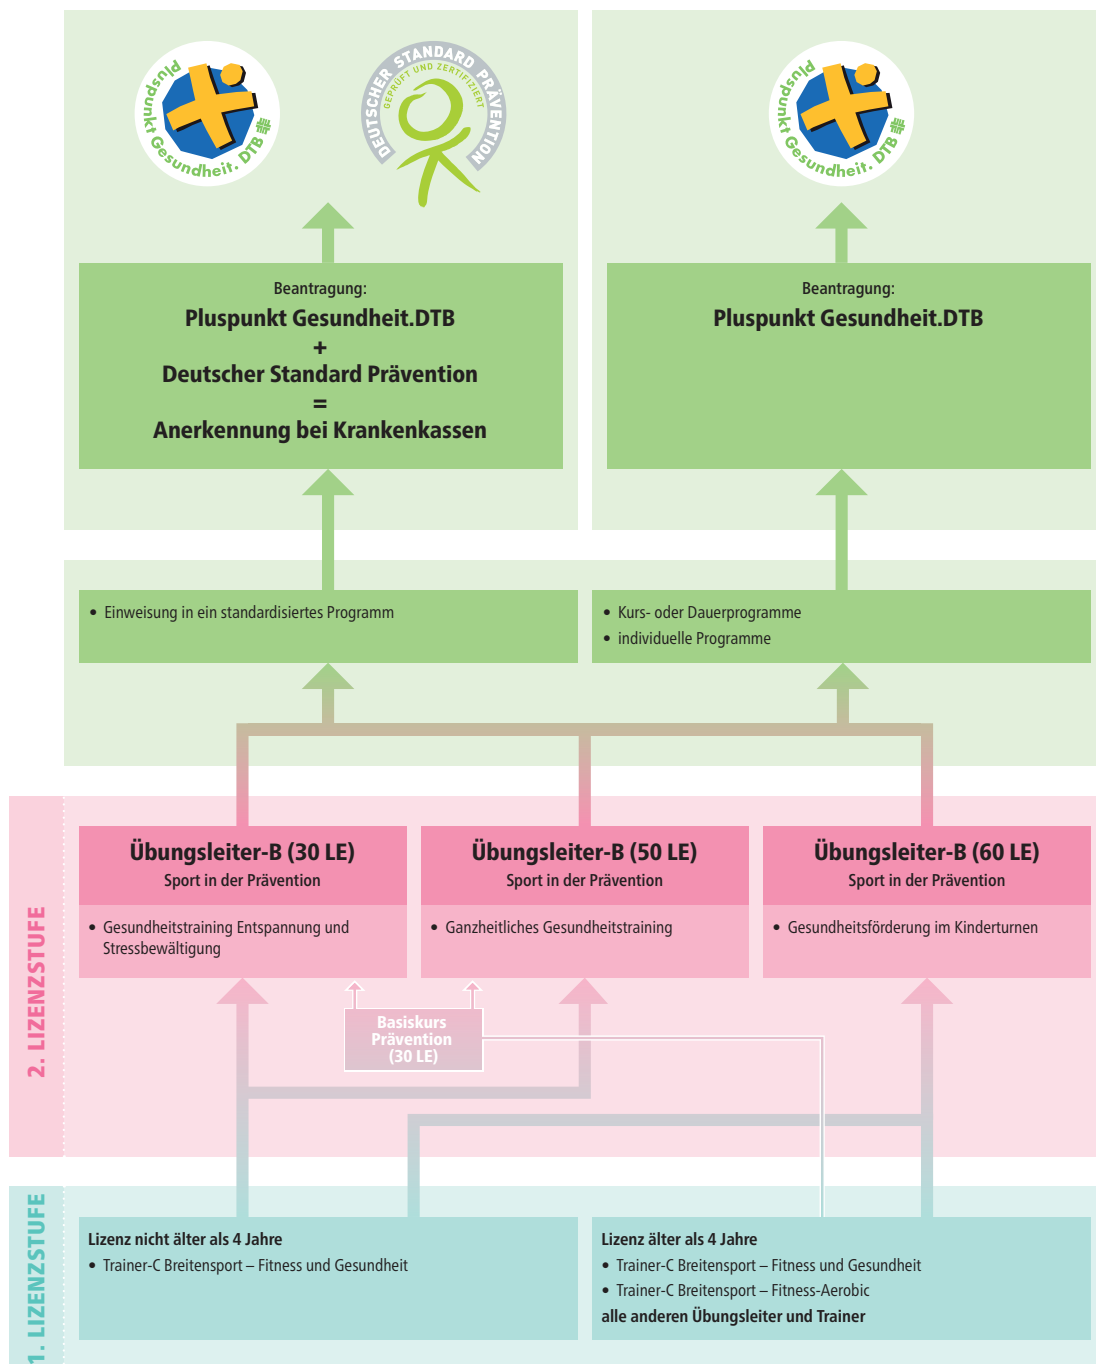 Pluspunkt Gesundheit. DTB
DEUTSCHER STANDARD PRÄVENTION
GEPRÜFT UND ZERTIFIZIERT
Pluspunkt Gesundheit. DTB
Beantragung:
Pluspunkt Gesundheit.DTB
+
Deutscher Standard Prävention
=
Anerkennung bei Krankenkassen
Beantragung:
Pluspunkt Gesundheit.DTB
• Einweisung in ein standardisiertes Programm
• Kurs- oder Dauerprogramme
• individuelle Programme
2. LIZENZSTUFE
Übungsleiter-B (30 LE)
Sport in der Prävention
• Gesundheitstraining Entspannung und
Stressbewältigung
Übungsleiter-B (50 LE)
Sport in der Prävention
• Ganzheitliches Gesundheitstraining
Übungsleiter-B (60 LE)
Sport in der Prävention
• Gesundheitsförderung im Kinderturnen
Basiskurs
Prävention
(30 LE)
1. LIZENZSTUFE
Lizenz nicht älter als 4 Jahre
• Trainer-C Breitensport – Fitness und Gesundheit
Lizenz älter als 4 Jahre
• Trainer-C Breitensport – Fitness und Gesundheit
• Trainer-C Breitensport – Fitness-Aerobic
alle anderen Übungsleiter und Trainer